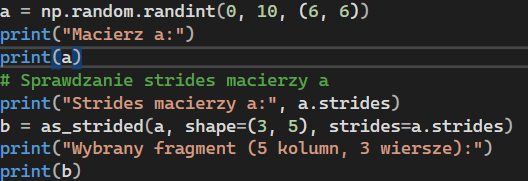 a = np.random.randint(0, 10, (6, 6))
print("Macierz a:")
print(a)
# Sprawdzanie strides macierzy a
print("Strides macierzy a:", a.strides)
b = as_strided(a, shape=(3, 5), strides=a.strides)
print("Wybrany fragment (5 kolumn, 3 wiersze):")
print(b)